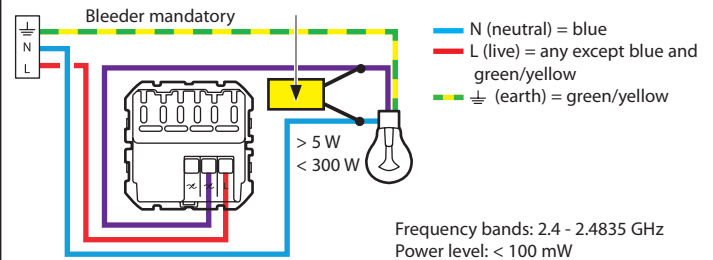 Bleeder mandatory
N
L
N (neutral) = blue
L (live) = any except blue and
green/yellow
⏚ (earth) = green/yellow
> 5 W
< 300 W
L
Frequency bands: 2.4 - 2.4835 GHz
Power level: < 100 mW